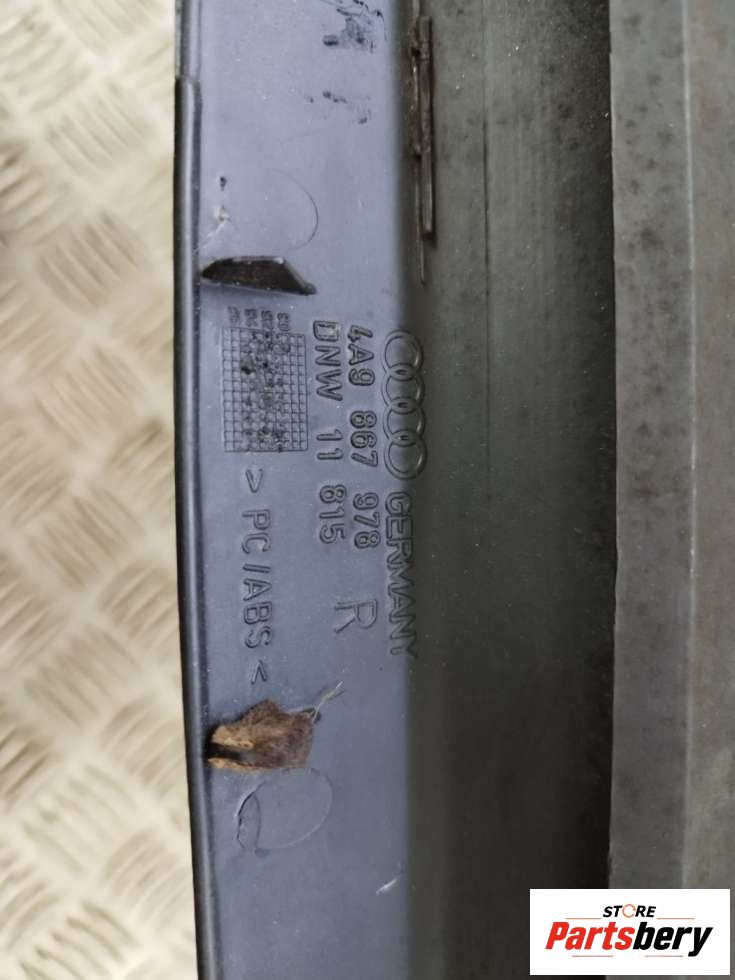 GERMANY
4A9 867 978 R
DNW 11 815
> PC/ABS <
STORE
Partsbery